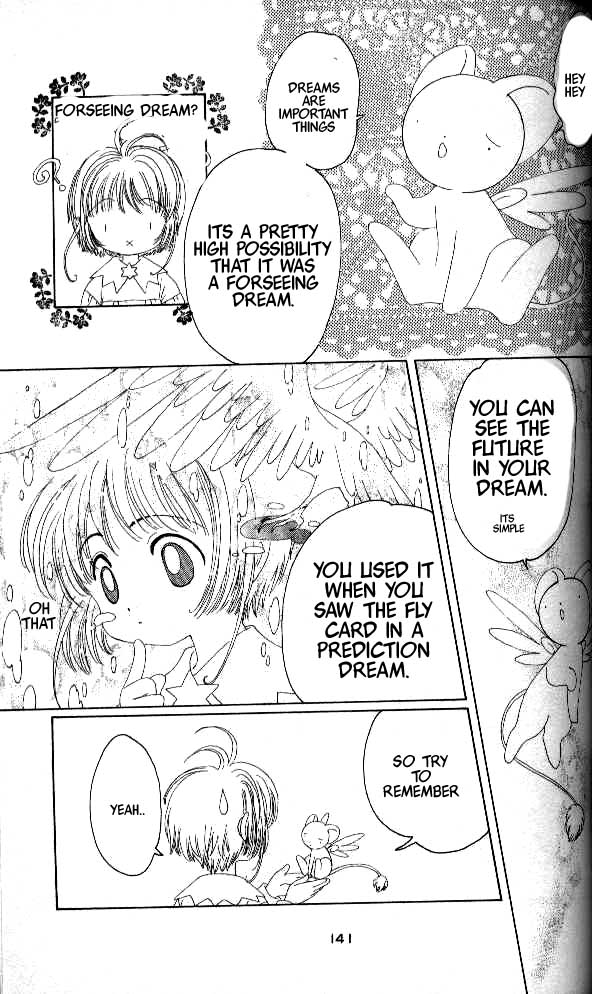 HEY
HEY
DREAMS
ARE
IMPORTANT
THINGS
ITS A PRETTY
HIGH POSSIBILITY
THAT IT WAS
A FORSEEING
DREAM.
FORSEEING DREAM?
?
YOU CAN
SEE THE
FUTURE
IN YOUR
DREAM.
ITS
SIMPLE
YOU USED IT
WHEN YOU
SAW THE FLY
CARD IN A
PREDICTION
DREAM.
OH
THAT
SO TRY
TO
REMEMBER
YEAH..
141